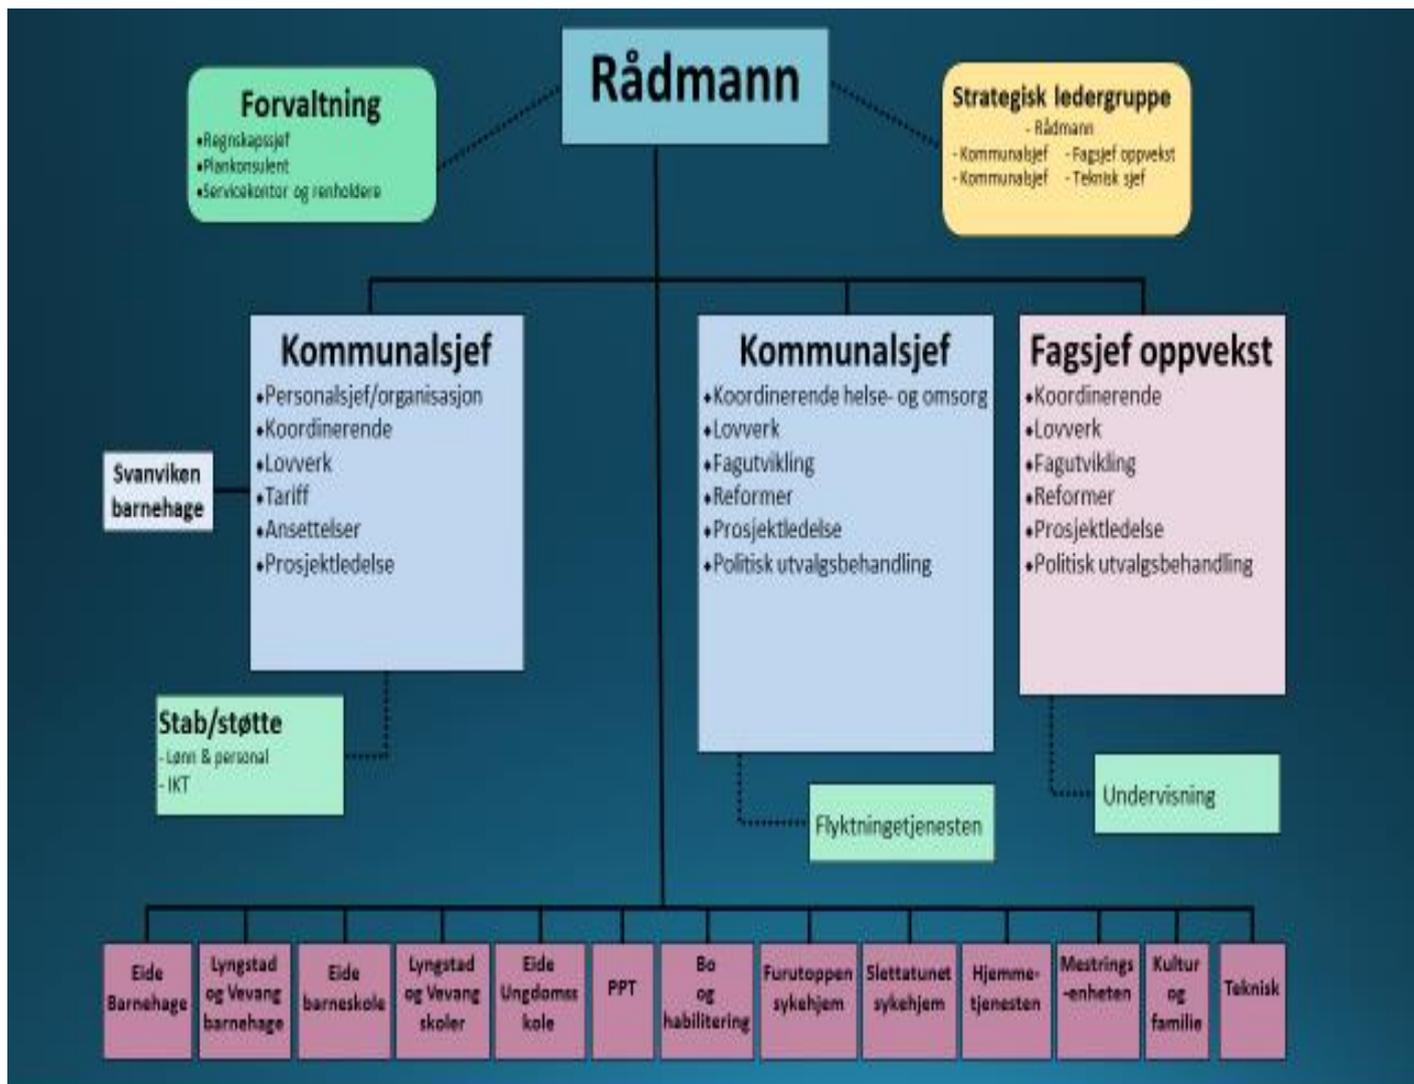 Rådmann
Forvaltning
•Regnskapssjef
•Plankonsulent
•Servicekontor og renholdere
Strategisk ledergruppe
- Rådmann
- Kommunalsjef - Fagsjef oppvekst
- Kommunalsjef - Teknisk sjef
Kommunalsjef
•Personalsjef/organisasjon
•Koordinerende
•Lovverk
•Tariff
•Ansettelser
•Prosjektledelse
Svanviken
barnehage
Stab/støtte
- Lønn & personal
- IKT
Kommunalsjef
•Koordinerende helse- og omsorg
•Lovverk
•Fagutvikling
•Reformer
•Prosjektledelse
•Politisk utvalgsbehandling
Flyktningetjenesten
Fagsjef oppvekst
•Koordinerende
•Lovverk
•Fagutvikling
•Reformer
•Prosjektledelse
•Politisk utvalgsbehandling
Undervisning
Eide
Barnehage
Lyngstad
og Vevang
barnehage
Eide
barneskole
Lyngstad
og Vevang
skoler
Eide
Ungdomss
kole
PPT
Bo
og
habilitering
Furutoppen
sykehjem
Slettatunet
sykehjem
Hjemme-
tjenesten
Mestrings
-enheten
Kultur
og
familie
Teknisk